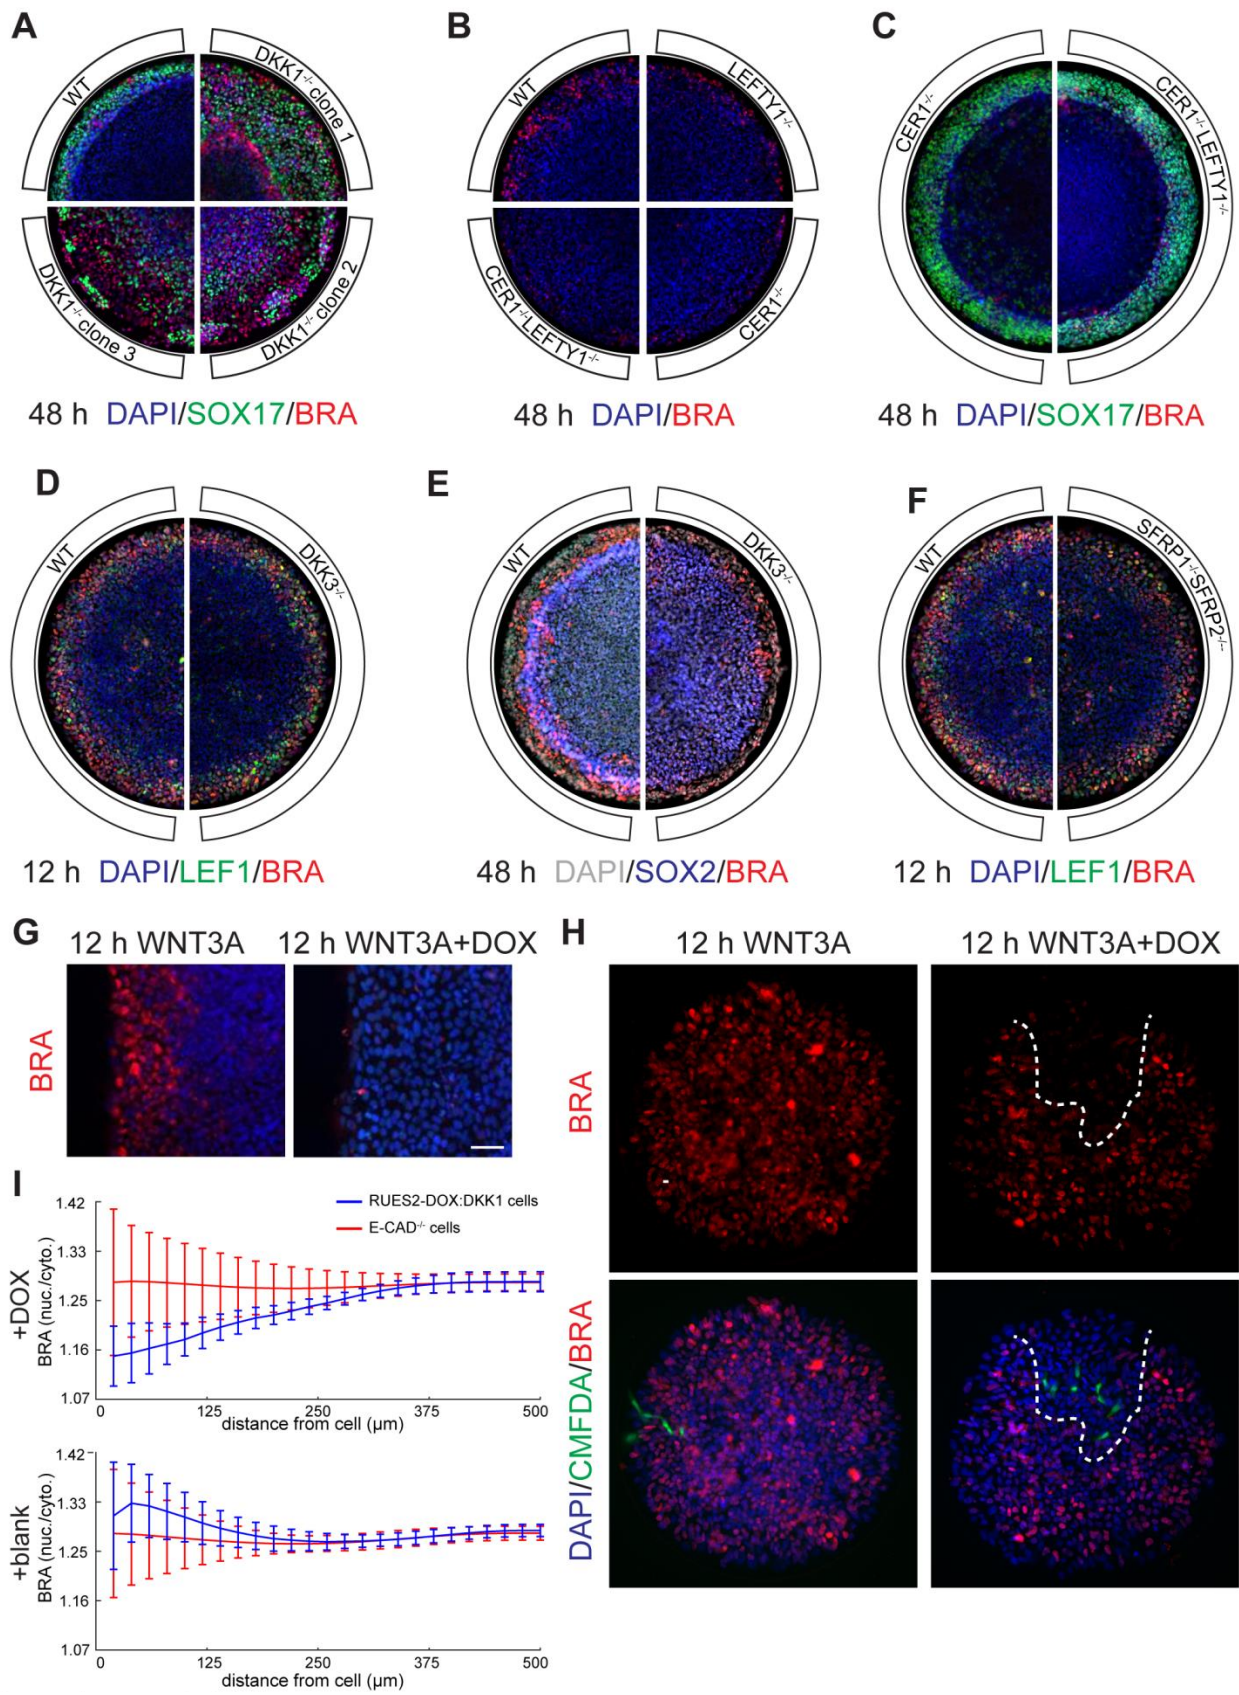 A
WT
DKK1-/- clone 1
DKK1-/- clone 3
DKK1-/- clone 2
48 h DAPI/SOX17/BRA
B
WT
LEFTY1-/-
CER1-/-LEFTY1-/-
CER1-/-
48 h DAPI/BRA
C
CER1-/-
CER1-/-LEFTY1-/-
48 h DAPI/SOX17/BRA
D
WT
DKK3-/-
12 h DAPI/LEF1/BRA
E
WT
DKK3-/-
48 h DAPI/SOX2/BRA
F
WT
SFRP1-/-SFRP2-/--
12 h DAPI/LEF1/BRA
G
12 h WNT3A
12 h WNT3A+DOX
BRA
H
12 h WNT3A
12 h WNT3A+DOX
BRA
DAPI/CMFDA/BRA
I
RUES2-DOX:DKK1 cells
E-CAD-/- cells
+DOX
BRA (nuc./cyto.)
1.42
1.33
1.25
1.16
1.07
0 125 250 375 500
distance from cell (µm)
+blank
BRA (nuc./cyto.)
1.42
1.33
1.25
1.16
1.07
0 125 250 375 500
distance from cell (µm)